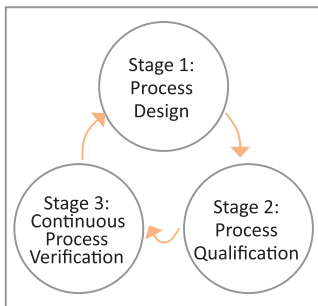 Stage 1:
Process
Design
Stage 2:
Process
Qualification
Stage 3:
Continuous
Process
Verification